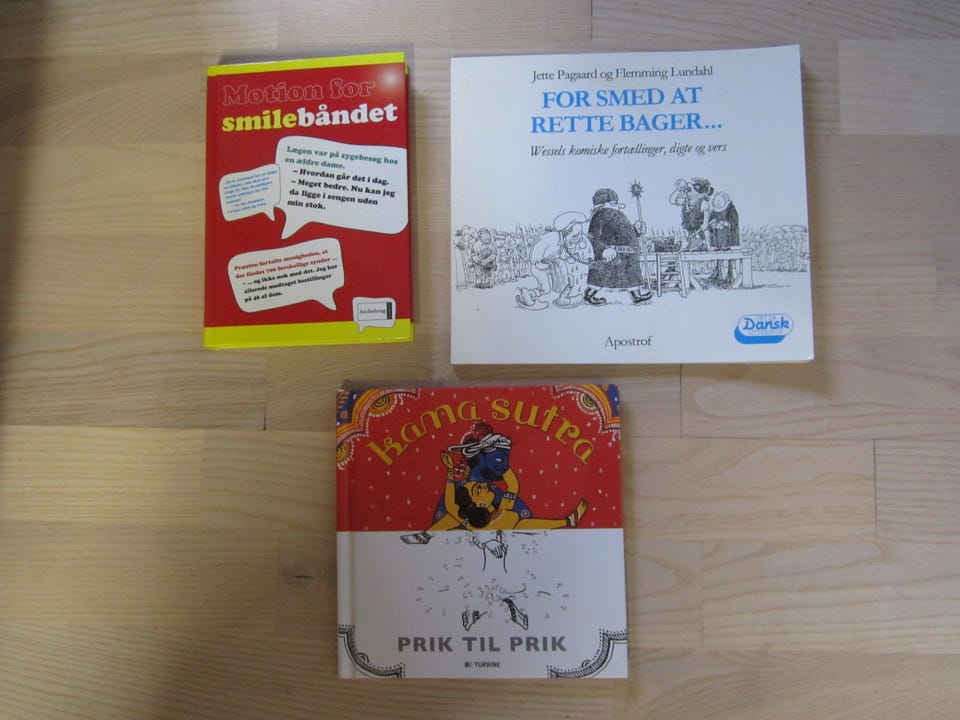 Motion for
smilebåndet
Lægen var på sygebesøg hos
en ældre dame.
– Hvordan går det i dag.
– Meget bedre. Nu kan jeg
da ligge i sengen uden
min stok.
Præsten fortalte menigheden, at
der findes 700 forskellige synder ...
– ... og ikke nok med det. Jeg har
allerede modtaget bestillinger
på 48 af dem.
Aschehoug
Jette Pagaard og Flemming Lundahl
FOR SMED AT
RETTE BAGER...
Wessels komiske fortællinger, digte og vers
Dansk
Apostrof
kama sutra
PRIK TIL PRIK
TURBINE